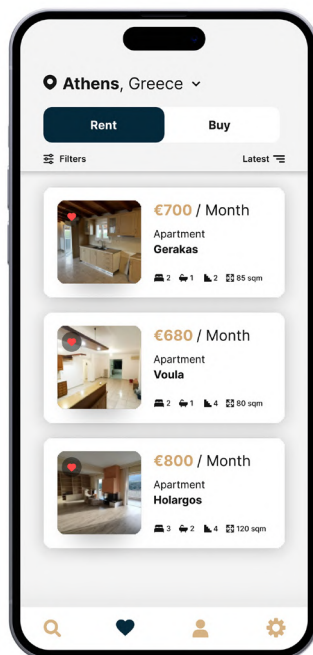 Athens, Greece
Rent Buy
Filters Latest
€700 / Month
Apartment
Gerakas
2 1 2 85 sqm
€680 / Month
Apartment
Voula
2 1 4 80 sqm
€800 / Month
Apartment
Holargos
3 2 4 120 sqm